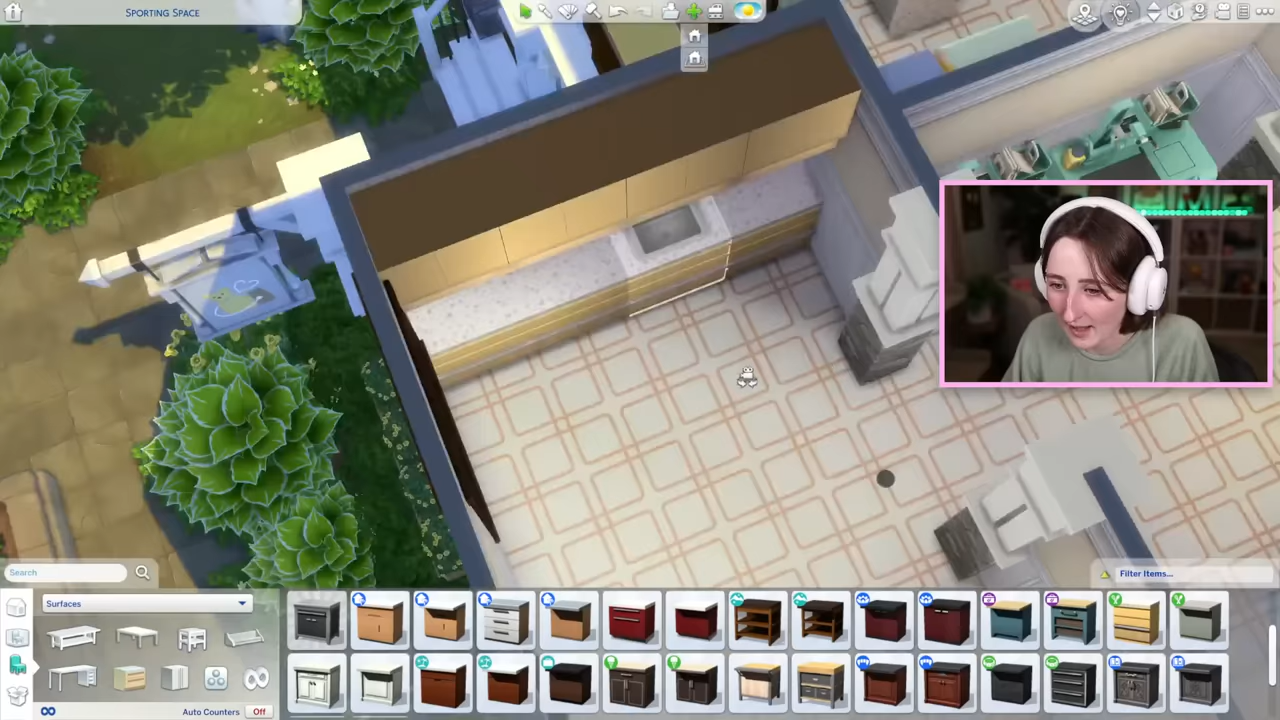 SPORTING SPACE
Search
Filter Items...
Surfaces
Auto Counters Off